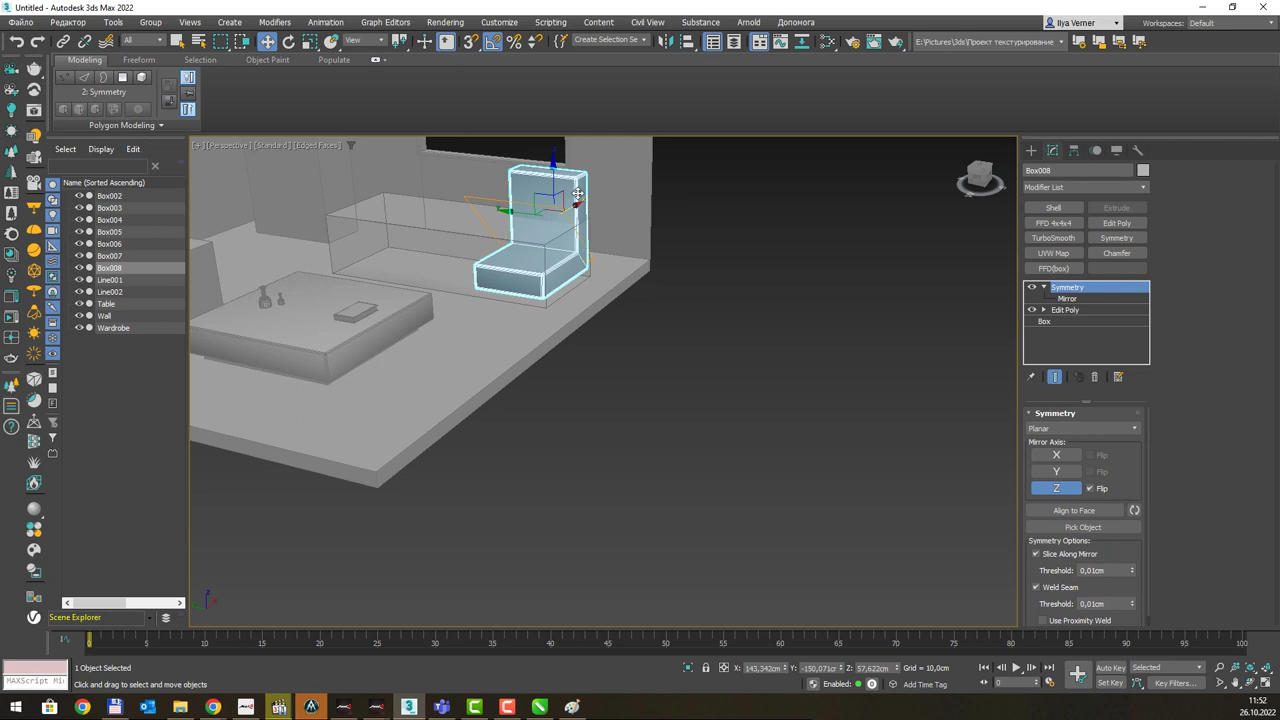 Untitled - Autodesk 3ds Max 2022
File Edit Tools Group Views Create Modifiers Animation Graph Editors Rendering Customize Scripting Content Civil View Substance Arnold Допомога
Ilya Verner Workspaces: Default
All View Create Selection Se E:\Pictures\3ds\Проект текстурирование
Modeling Freeform Selection Object Paint Populate
2: Symmetry
Polygon Modeling
Select Display Edit
[+] [Perspective] [Standard] [Edged Faces]
Name (Sorted Ascending)
Box002
Box003
Box004
Box005
Box006
Box007
Box008
Line001
Line002
Table
Wall
Wardrobe
Scene Explorer
Box008
Modifier List
Shell Extrude
FFD 4x4x4 Edit Poly
TurboSmooth Symmetry
UVW Map Chamfer
FFD(box)
Symmetry
Mirror
Edit Poly
Box
Symmetry
Planar
Mirror Axis:
X Flip
Y Flip
Z Flip
Align to Face
Pick Object
Symmetry Options:
Slice Along Mirror
Threshold: 0,01cm
Weld Seam
Threshold: 0,01cm
Use Proximity Weld
0 5 10 15 20 25 30 35 40 45 50 55 60 65 70 75 80 85 90 95 100
1 Object Selected X: 143,342cm Y: -150,071cm Z: 57,622cm Grid = 10,0cm Auto Key Selected
MAXScript Mi Click and drag to select and move objects Enabled: Add Time Tag 0 Set Key Key Filters...
11:52
26.10.2022